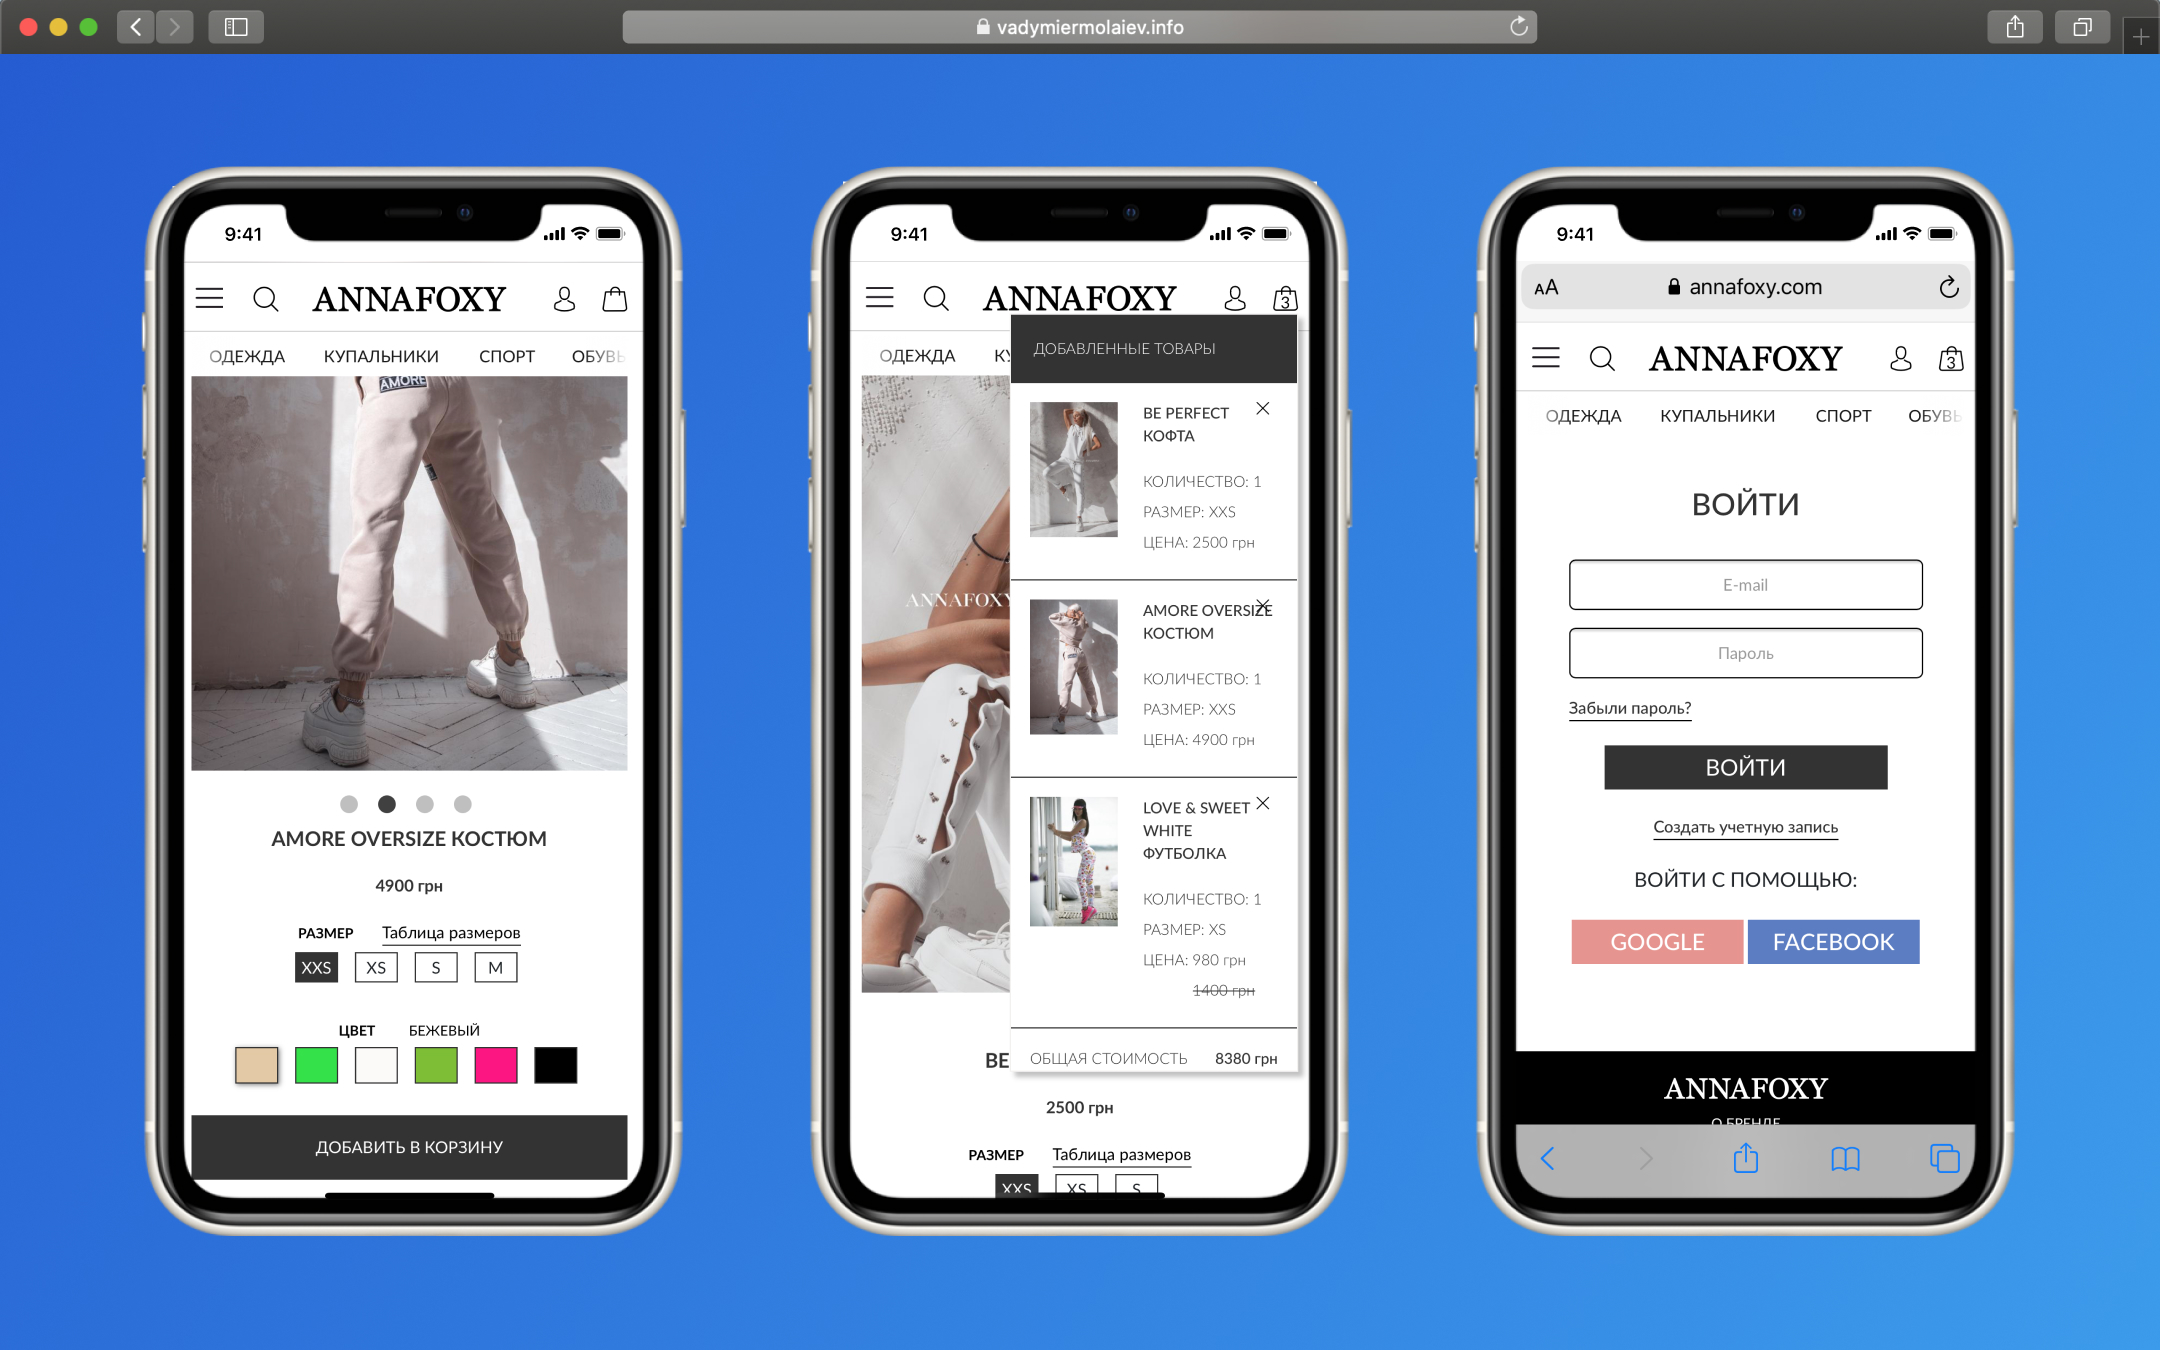 vadymiermolaiev.info
9:41
ANNAFOXY
ОДЕЖДА КУПАЛЬНИКИ СПОРТ ОБУВЬ
AMORE
AMORE OVERSIZE КОСТЮМ
4900 грн
РАЗМЕР Таблица размеров
XXS XS S M
ЦВЕТ БЕЖЕВЫЙ
ДОБАВИТЬ В КОРЗИНУ
9:41
ANNAFOXY 3
ОДЕЖДА
ДОБАВЛЕННЫЕ ТОВАРЫ
BE PERFECT
КОФТА
КОЛИЧЕСТВО: 1
РАЗМЕР: XXS
ЦЕНА: 2500 грн
ANNAFOXY
AMORE OVERSIZE
КОСТЮМ
КОЛИЧЕСТВО: 1
РАЗМЕР: XXS
ЦЕНА: 4900 грн
LOVE & SWEET
WHITE
ФУТБОЛКА
КОЛИЧЕСТВО: 1
РАЗМЕР: XS
ЦЕНА: 980 грн
1400 грн
ОБЩАЯ СТОИМОСТЬ 8380 грн
BE
2500 грн
РАЗМЕР Таблица размеров
XXS XS S
9:41
AA annafoxy.com
ANNAFOXY 3
ОДЕЖДА КУПАЛЬНИКИ СПОРТ ОБУВЬ
ВОЙТИ
E-mail
Пароль
Забыли пароль?
ВОЙТИ
Создать учетную запись
ВОЙТИ С ПОМОЩЬЮ:
GOOGLE FACEBOOK
ANNAFOXY
О БРЕНДЕ